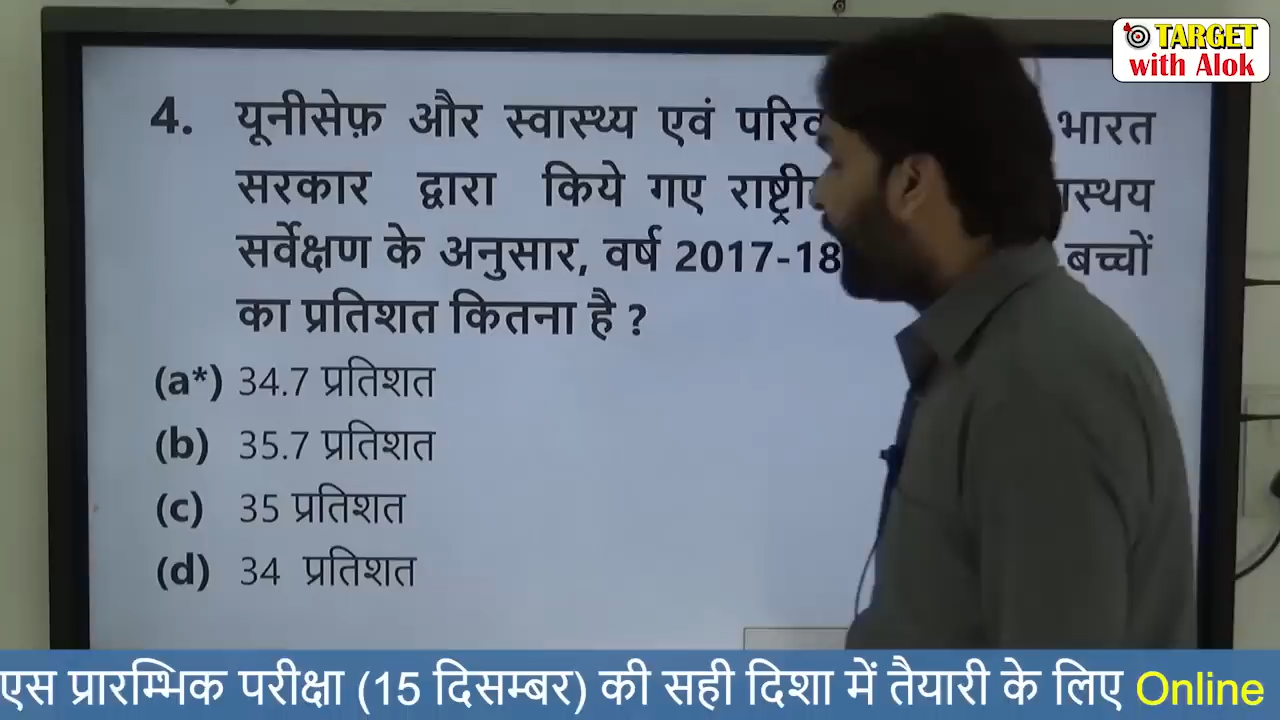 TARGET
with Alok
4. यूनीसेफ़ और स्वास्थ्य एवं भारत
सरकार द्वारा किये गए
सर्वेक्षण के अनुसार, वर्ष 2017-18 बच्चों
का प्रतिशत कितना है ?
(a*) 34.7 प्रतिशत
(b) 35.7 प्रतिशत
(c) 35 प्रतिशत
(d) 34 प्रतिशत
एस प्रारम्भिक परीक्षा (15 दिसम्बर) की सही दिशा में तैयारी के लिए Online